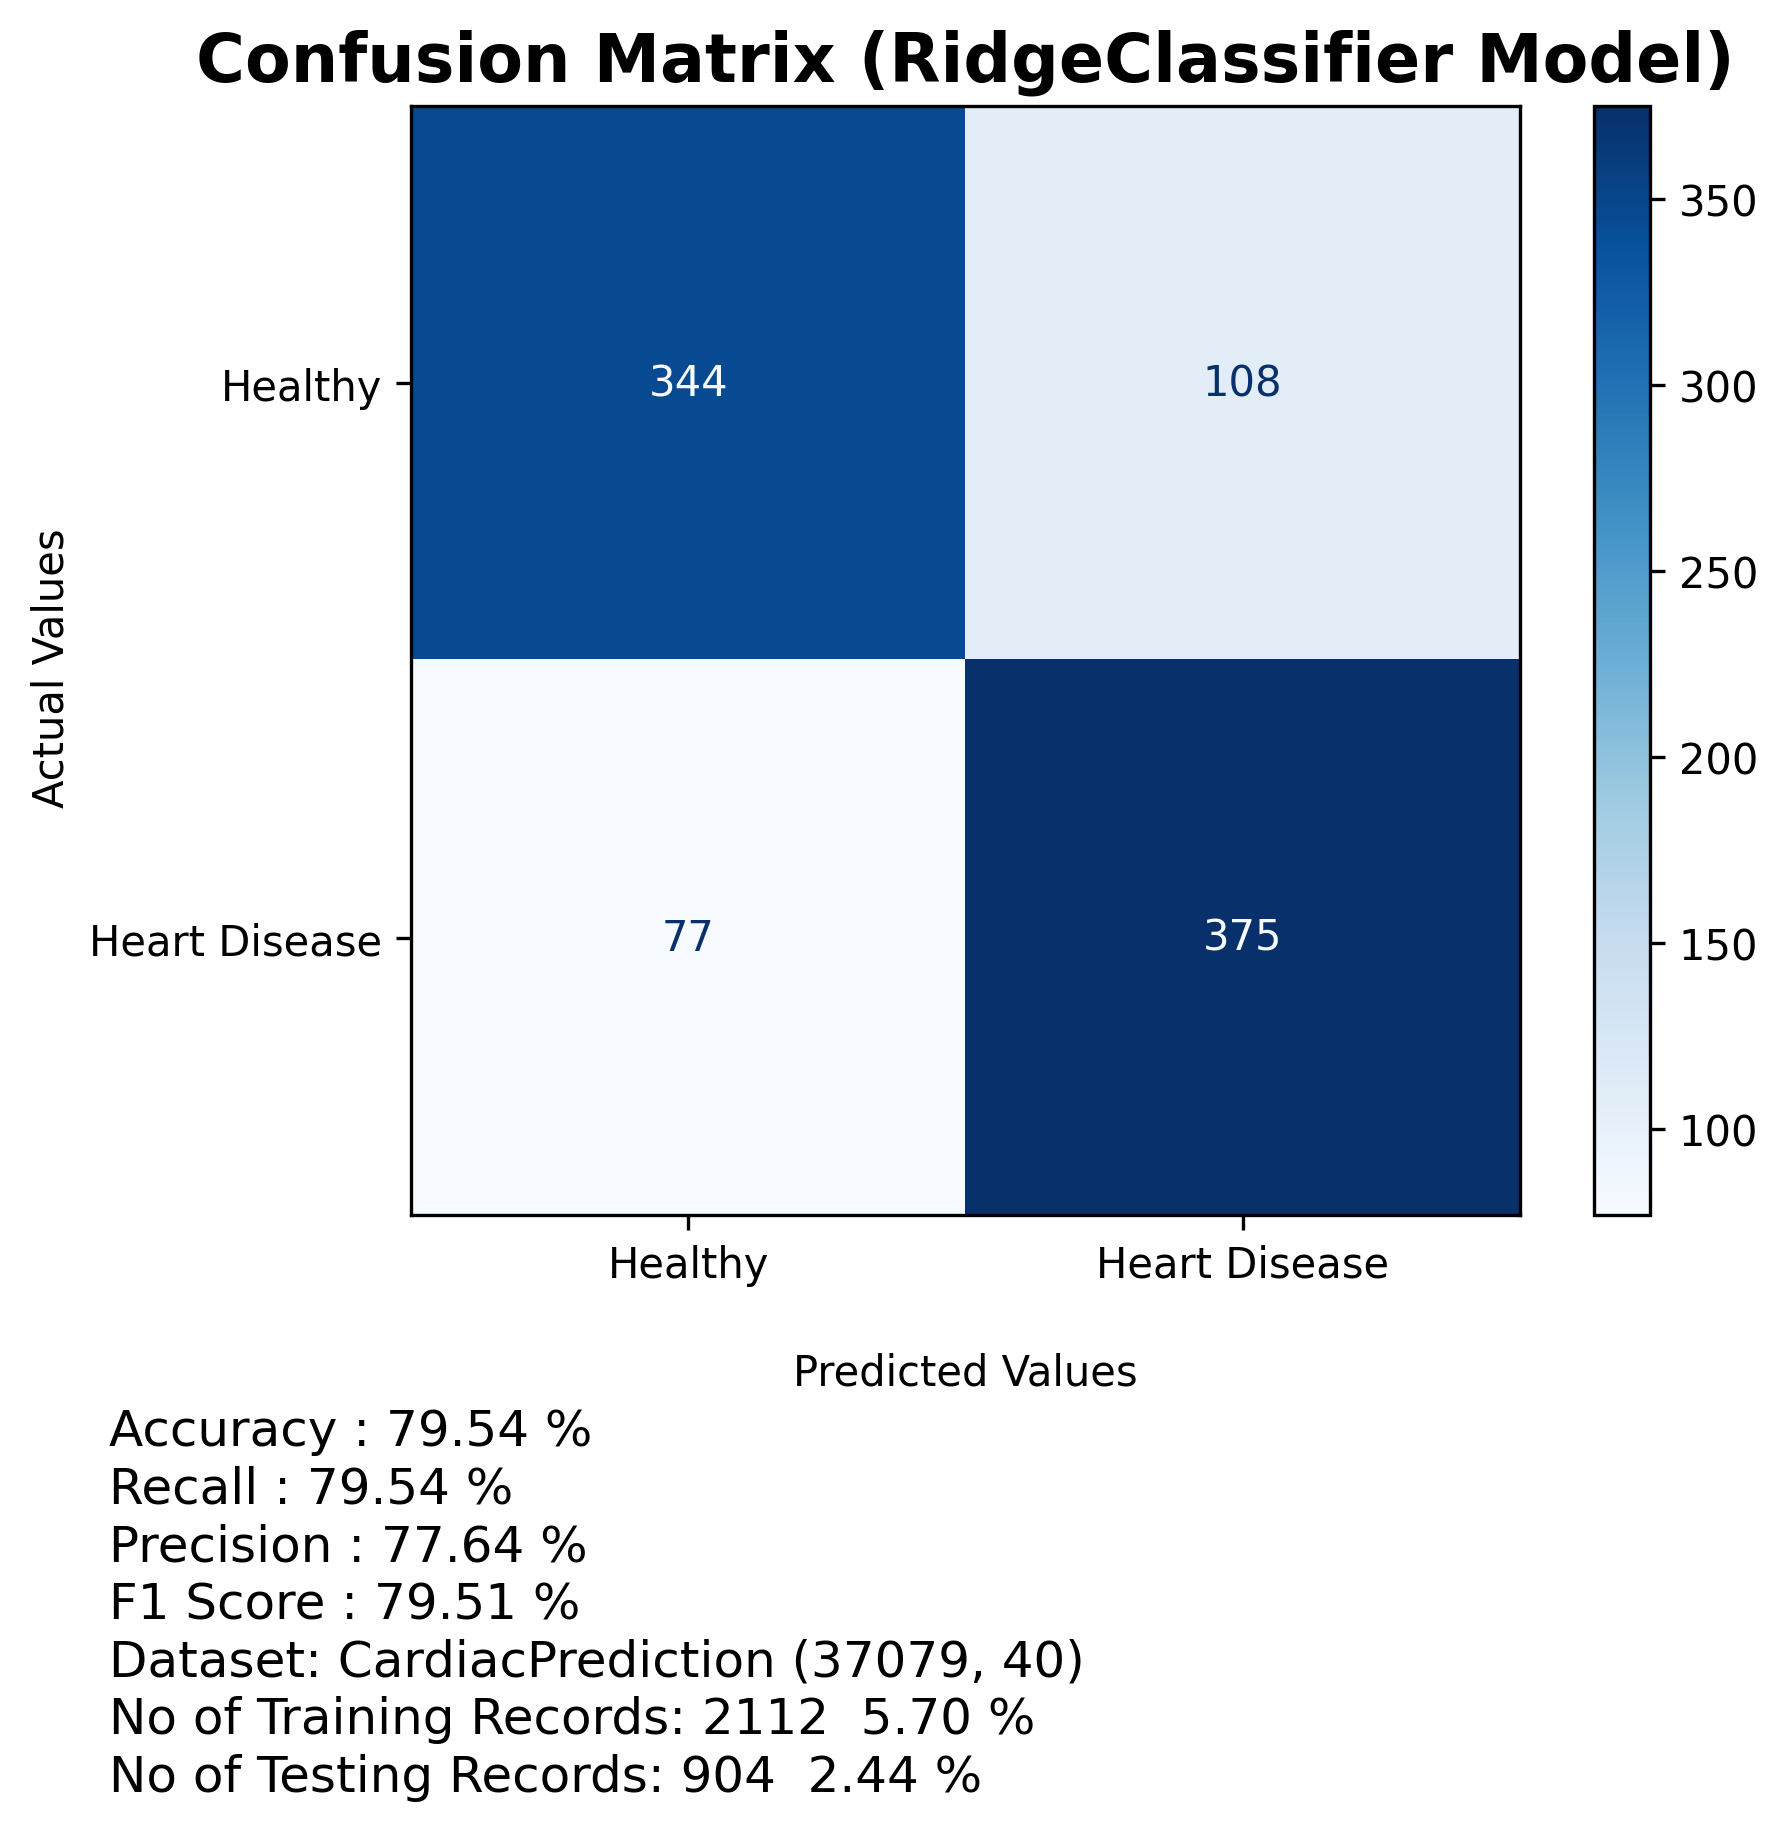 Confusion Matrix (RidgeClassifier Model)
Actual Values
Healthy
344
108
Heart Disease
77
375
Healthy
Heart Disease
Predicted Values
350
300
250
200
150
100
Accuracy : 79.54 %
Recall : 79.54 %
Precision : 77.64 %
F1 Score : 79.51 %
Dataset: CardiacPrediction (37079, 40)
No of Training Records: 2112  5.70 %
No of Testing Records: 904  2.44 %